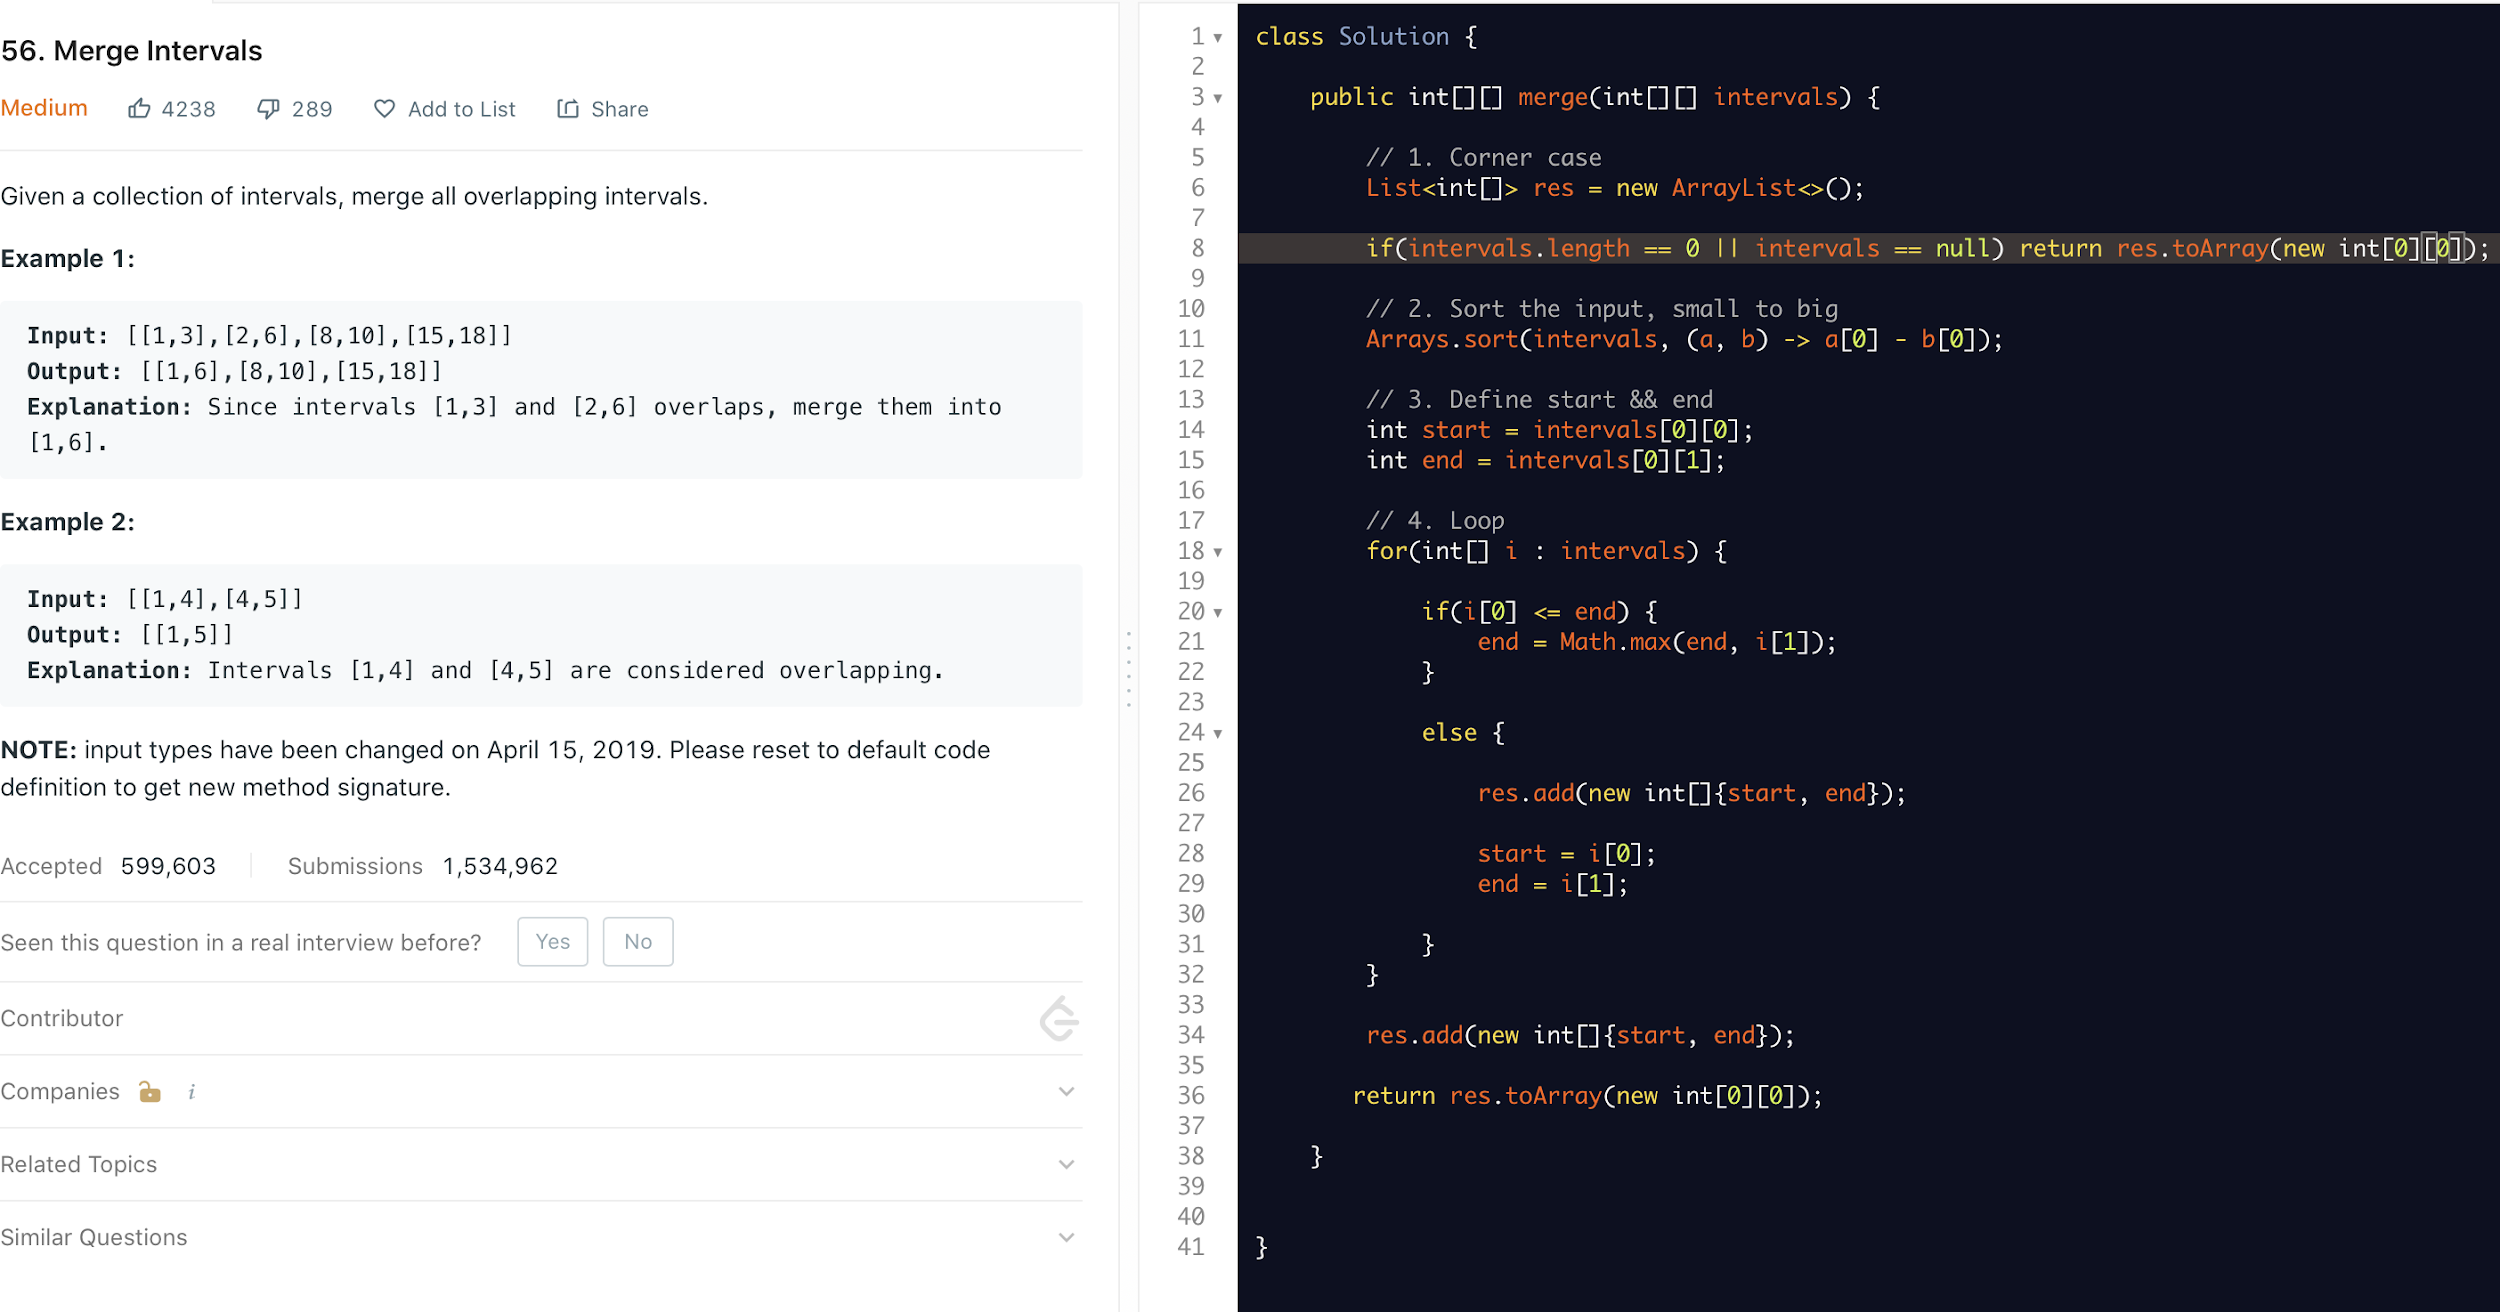 56. Merge Intervals
Medium 4238 289 Add to List Share
Given a collection of intervals, merge all overlapping intervals.
Example 1:
Input: [[1,3],[2,6],[8,10],[15,18]]
Output: [[1,6],[8,10],[15,18]]
Explanation: Since intervals [1,3] and [2,6] overlaps, merge them into
[1,6].
Example 2:
Input: [[1,4],[4,5]]
Output: [[1,5]]
Explanation: Intervals [1,4] and [4,5] are considered overlapping.
NOTE: input types have been changed on April 15, 2019. Please reset to default code
definition to get new method signature.
Accepted 599,603 Submissions 1,534,962
Seen this question in a real interview before? Yes No
Contributor
Companies i
Related Topics
Similar Questions
1 class Solution {
2
3 public int[][] merge(int[][] intervals) {
4
5 // 1. Corner case
6 List<int[]> res = new ArrayList<>();
7
8 if(intervals.length == 0 || intervals == null) return res.toArray(new int[0][0]);
9
10 // 2. Sort the input, small to big
11 Arrays.sort(intervals, (a, b) -> a[0] - b[0]);
12
13 // 3. Define start && end
14 int start = intervals[0][0];
15 int end = intervals[0][1];
16
17 // 4. Loop
18 for(int[] i : intervals) {
19
20 if(i[0] <= end) {
21 end = Math.max(end, i[1]);
22 }
23
24 else {
25
26 res.add(new int[]{start, end});
27
28 start = i[0];
29 end = i[1];
30
31 }
32 }
33
34 res.add(new int[]{start, end});
35
36 return res.toArray(new int[0][0]);
37
38 }
39
40
41 }